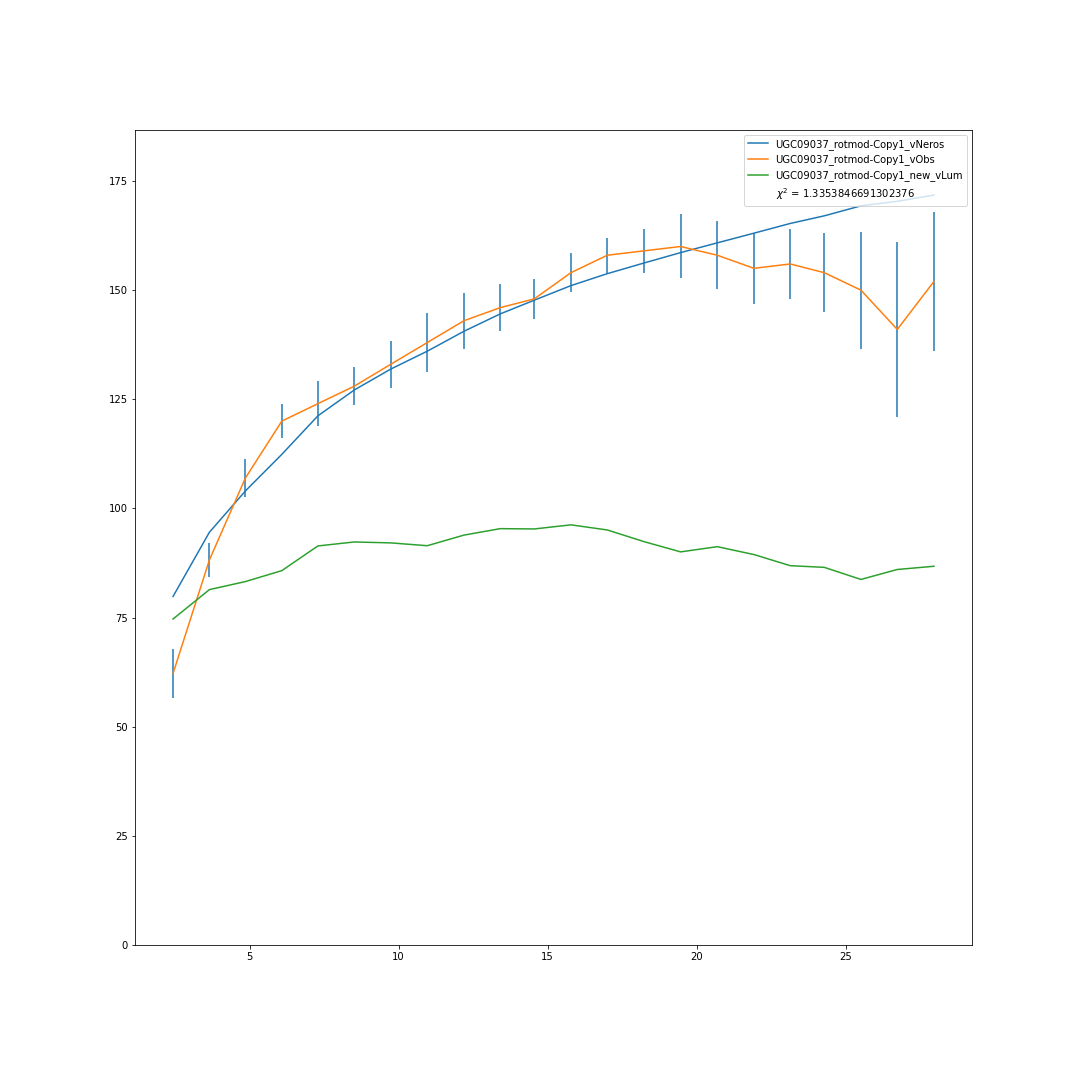 UGC09037_rotmod-Copy1_vNeros
UGC09037_rotmod-Copy1_vObs
UGC09037_rotmod-Copy1_new_vLum
χ² = 1.3353846691302376
175
150
125
100
75
50
25
0
5 10 15 20 25